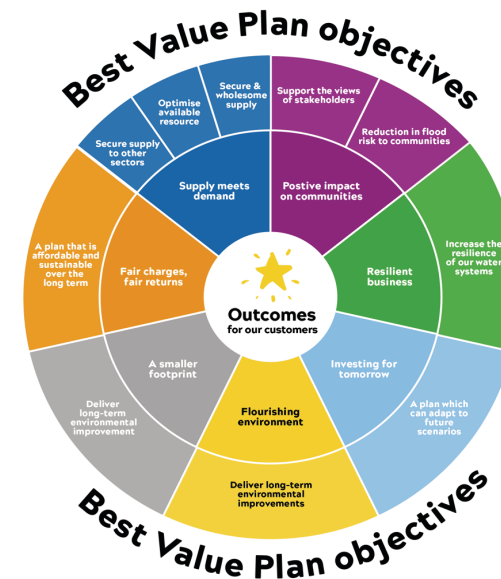 Best Value Plan objectives
Secure &
wholesome
supply
Support the views
of stakeholders
Optimise
available
resource
Reduction in flood
risk to communities
Secure supply
to other
sectors
Supply meets
demand
Postive impact
on communities
A plan that is
affordable and
sustainable
over the
long term
Fair charges,
fair returns
Resilient
business
Increase the
resilience
of our water
systems
Outcomes
for our customers
A smaller
footprint
Investing for
tomorrow
Deliver
long-term
environmental
improvement
Flourishing
environment
A plan which
can adapt to
future
scenarios
Deliver long-term
environmental
improvements
Best Value Plan objectives